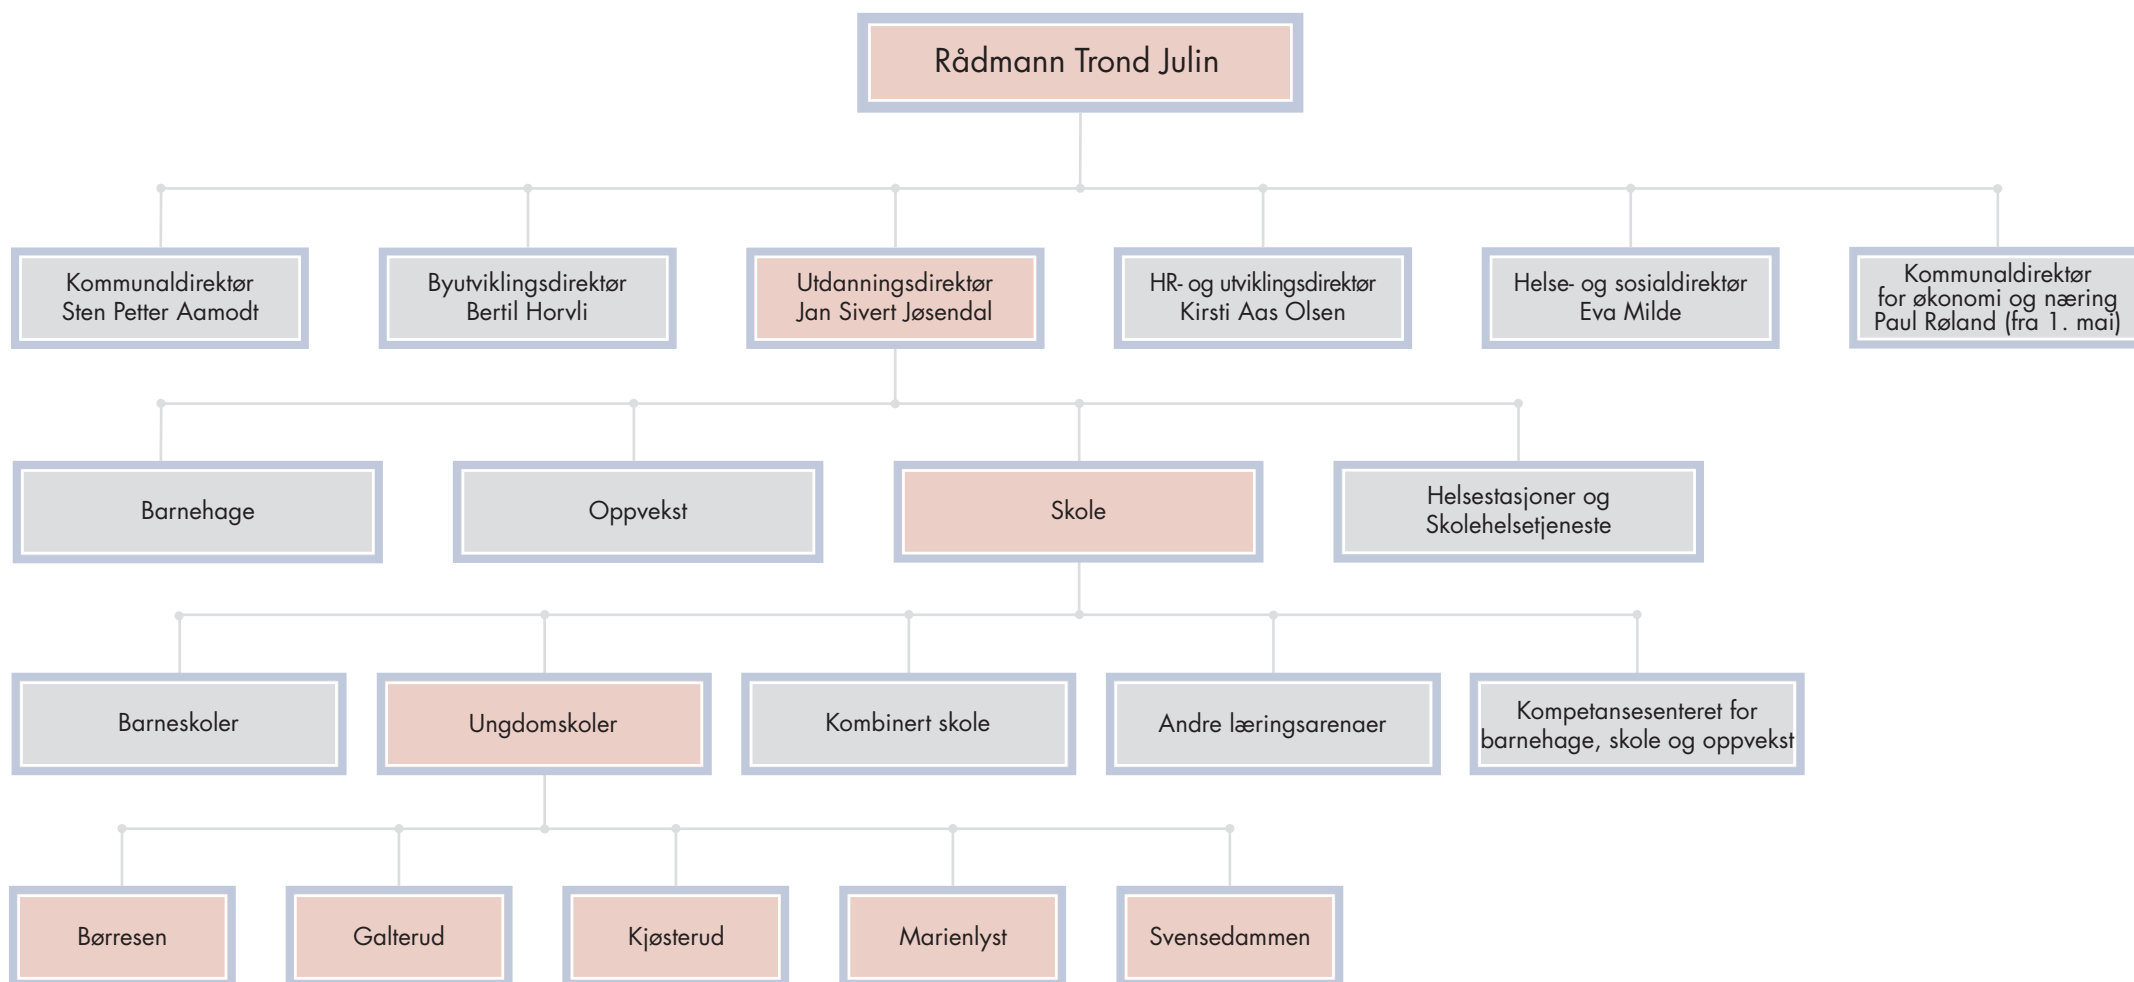 Rådmann Trond Julin
Kommunaldirektør
Sten Petter Aamodt
Byutviklingsdirektør
Bertil Horvli
Utdanningsdirektør
Jan Sivert Jøsendal
HR- og utviklingsdirektør
Kirsti Aas Olsen
Helse- og sosialdirektør
Eva Milde
Kommunaldirektør
for økonomi og næring
Paul Røland (fra 1. mai)
Barnehage
Oppvekst
Skole
Helsestasjoner og
Skolehelsetjeneste
Barneskoler
Ungdomskoler
Kombinert skole
Andre læringsarenaer
Kompetansesenteret for
barnehage, skole og oppvekst
Børresen
Galterud
Kjøsterud
Marienlyst
Svensedammen